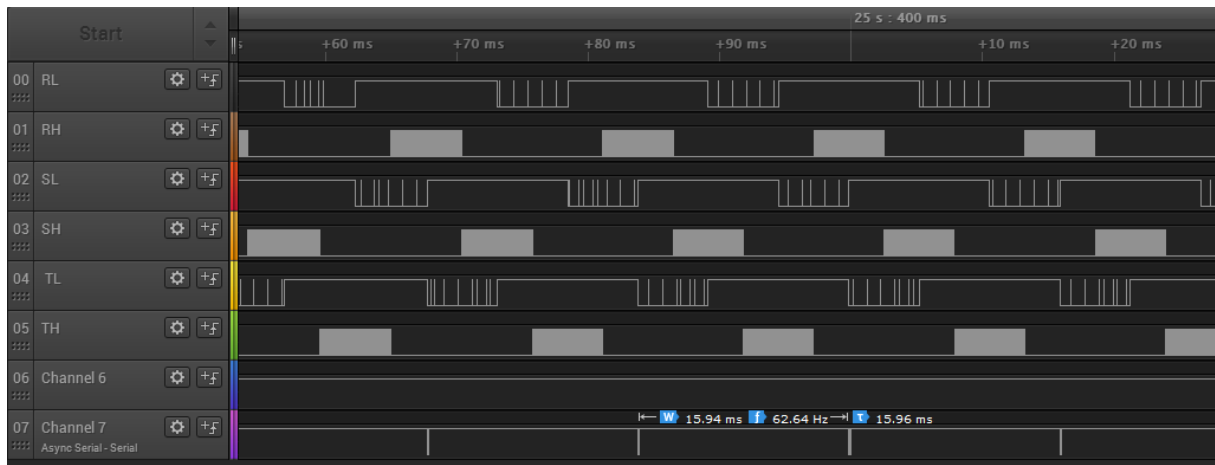 Start
25 s : 400 ms
s +60 ms +70 ms +80 ms +90 ms +10 ms +20 ms
00 RL
01 RH
02 SL
03 SH
04 TL
05 TH
06 Channel 6
07 Channel 7
Async Serial - Serial
W 15.94 ms f 62.64 Hz T 15.96 ms